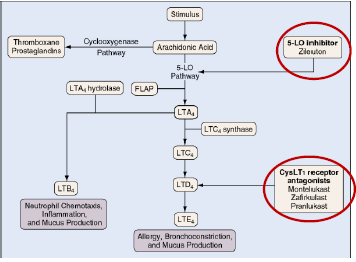 Stimulus
Thromboxane
Prostaglandins
Cyclooxygenase
Pathway
Arachidonic Acid
5-LO inhibitor
Zileuton
5-LO
Pathway
LTA4 hydrolase
FLAP
LTA4
LTC4 synthase
LTC4
CysLT1 receptor
antagonists
Monteliukast
Zafirkulast
Pranlukast
LTB4
LTD4
Neutrophil Chemotaxis,
Inflammation,
and Mucus Production
LTE4
Allergy, Bronchoconstriction,
and Mucus Production